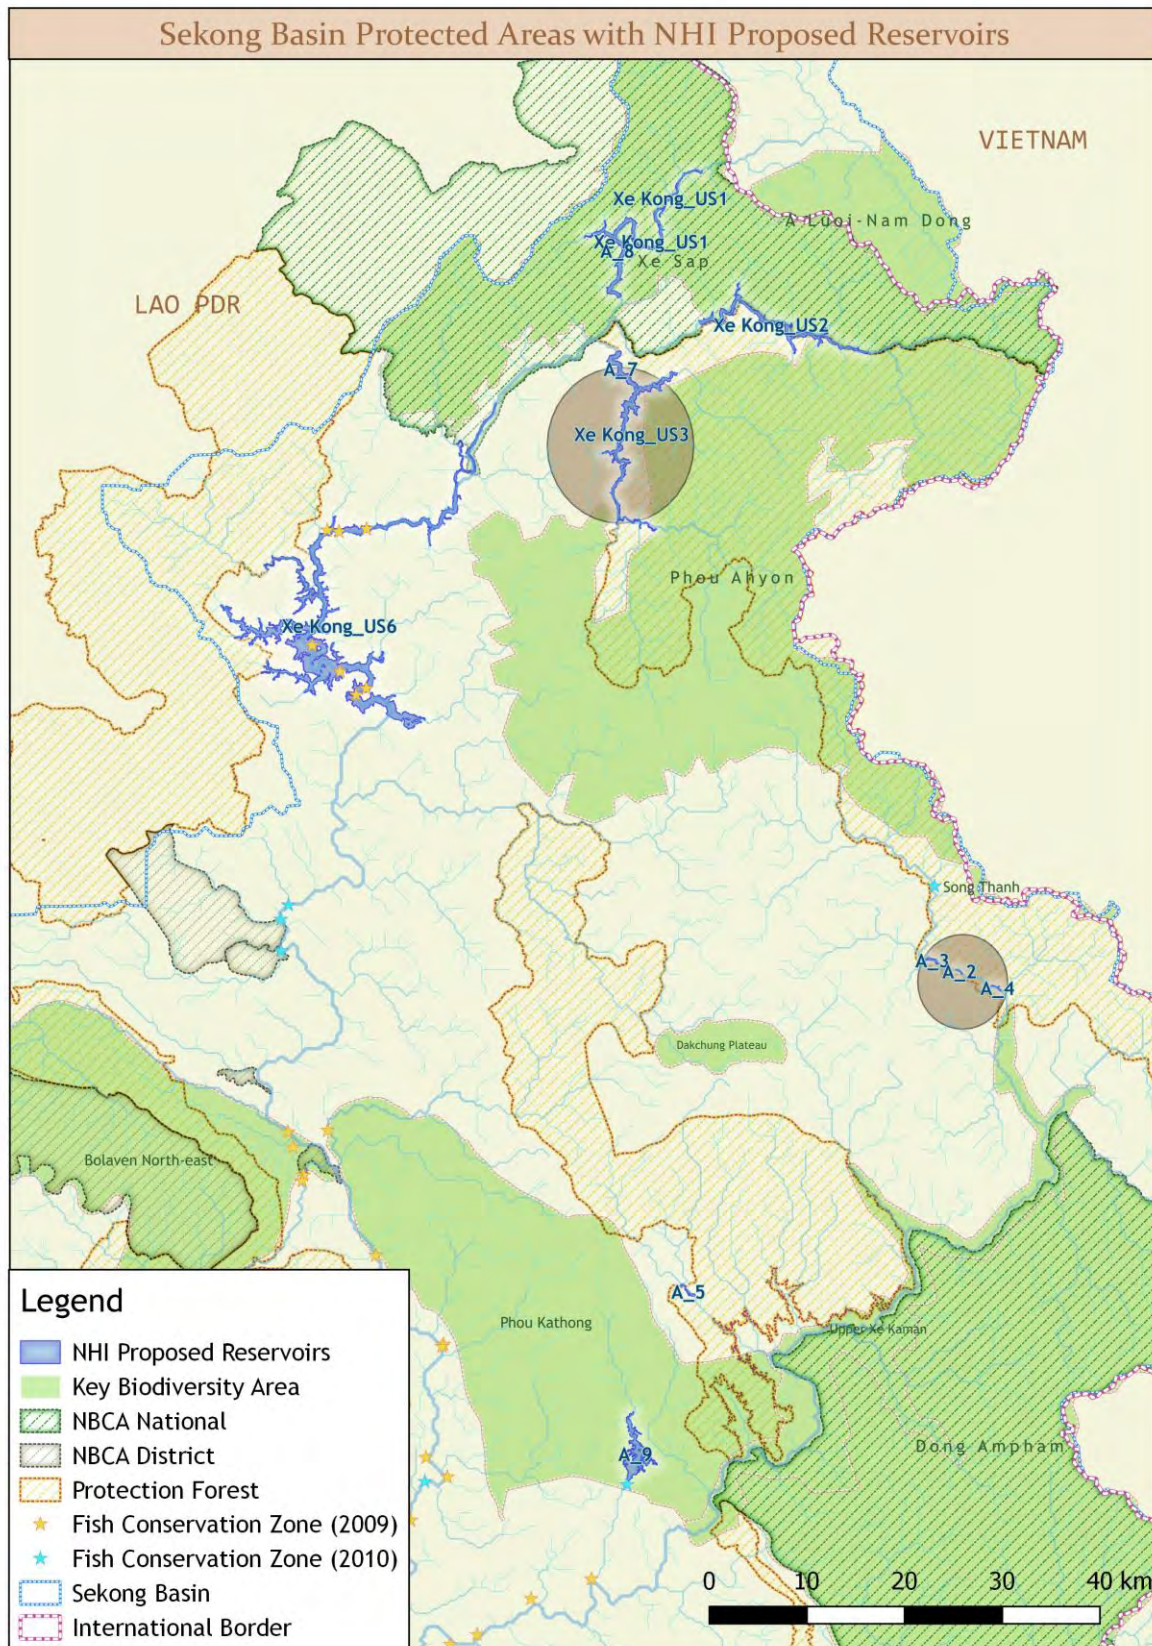 Sekong Basin Protected Areas with NHI Proposed Reservoirs
VIETNAM
Xe Kong_US1
A Luoi-Nam Dong
Xe Kong_US1
A_8
Xe Sap
LAO PDR
Xe Kong_US2
A_7
Xe Kong_US3
Phou Ahyon
Xe Kong_US6
Song Thanh
A_3
A_2
A_4
Dakchung Plateau
Bolaven North-east
A_5
Phou Kathong
Upper Xe Kaman
Dong Ampham
A_9
Legend
NHI Proposed Reservoirs
Key Biodiversity Area
NBCA National
NBCA District
Protection Forest
Fish Conservation Zone (2009)
Fish Conservation Zone (2010)
Sekong Basin
International Border
0 10 20 30 40 km